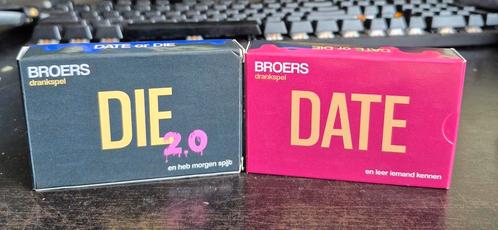 DATE or DIE
BROERS
drankspel
DIE
2.0
en heb morgen spijt
DATE or DIE
BROERS
drankspel
DATE
en leer iemand kennen